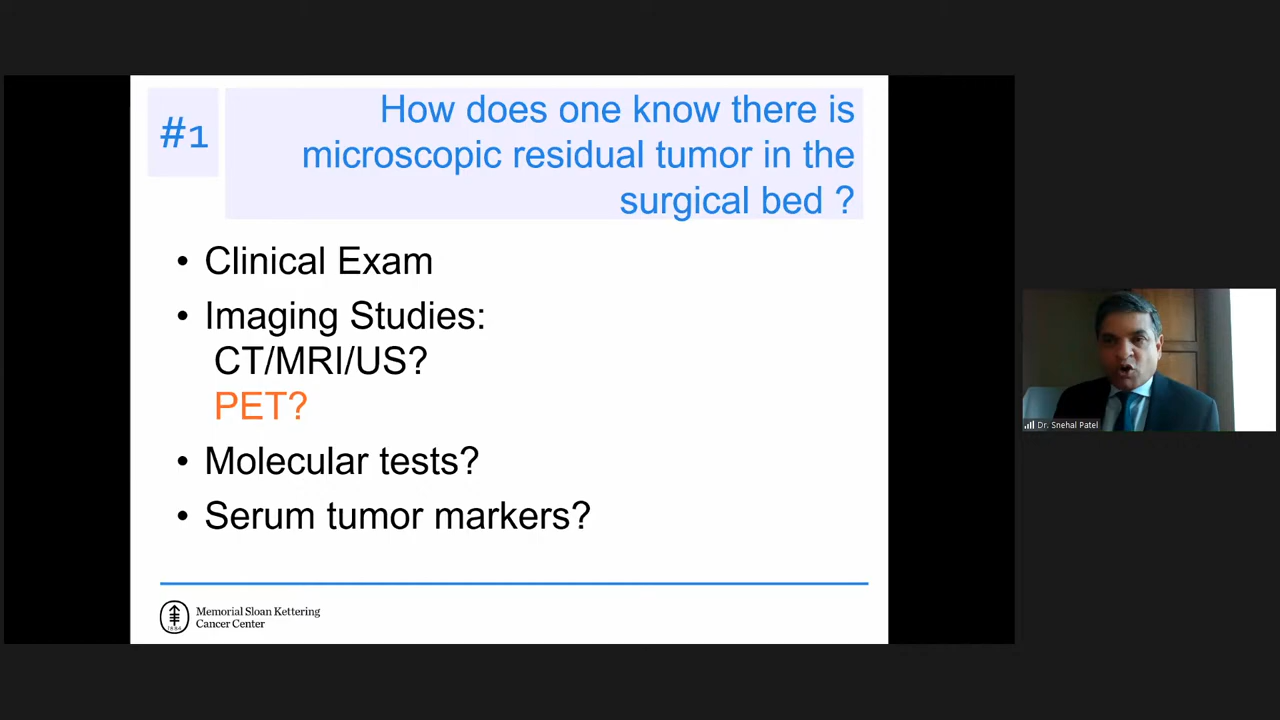 #1
How does one know there is
microscopic residual tumor in the
surgical bed ?
• Clinical Exam
• Imaging Studies:
CT/MRI/US?
PET?
• Molecular tests?
• Serum tumor markers?
Memorial Sloan Kettering
Cancer Center
Dr. Snehal Patel